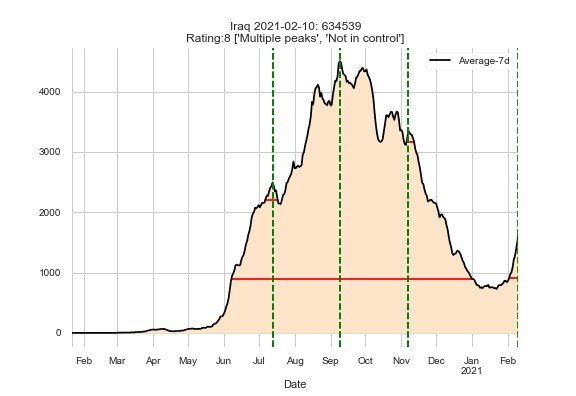 Iraq 2021-02-10: 634539
Rating:8 ['Multiple peaks', 'Not in control']
Average-7d
4000
3000
2000
1000
0
Feb Mar Apr May Jun Jul Aug Sep Oct Nov Dec Jan Feb
2021
Date